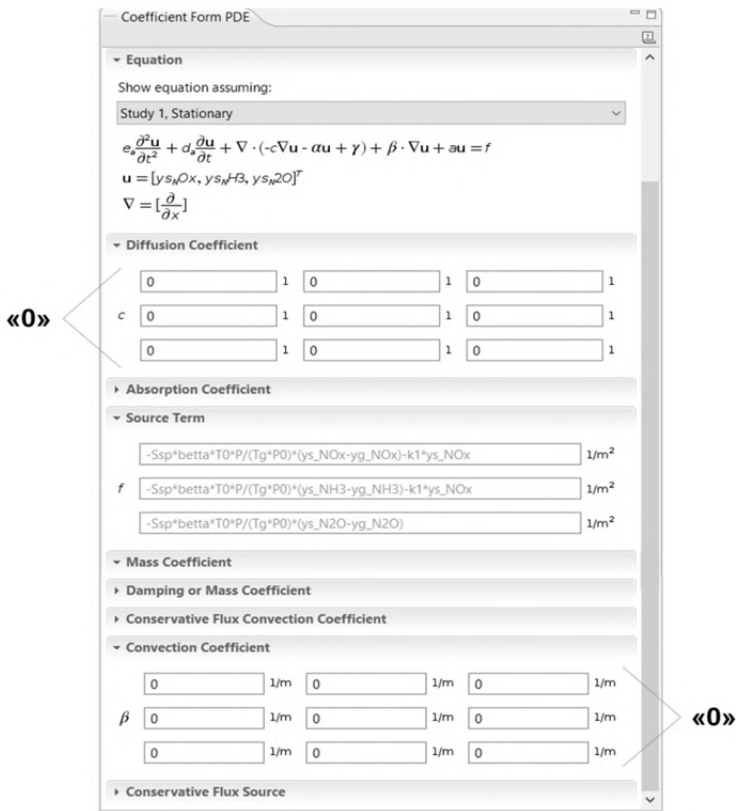 Coefficient Form PDE
Equation
Show equation assuming:
Study 1, Stationary
eₐ ∂²u/∂t² + dₐ ∂u/∂t + ∇ · (-c∇u - αu + γ) + β · ∇u + au = f
u = [ys_NOx, ys_NH3, ys_N2O]ᵀ
∇ = [∂/∂x]
Diffusion Coefficient
0 1 0 1 0 1
«0» c 0 1 0 1 0 1
0 1 0 1 0 1
Absorption Coefficient
Source Term
-Ssp*betta*T0*P/(Tg*P0)*(ys_NOx-yg_NOx)-k1*ys_NOx 1/m²
f -Ssp*betta*T0*P/(Tg*P0)*(ys_NH3-yg_NH3)-k1*ys_NOx 1/m²
-Ssp*betta*T0*P/(Tg*P0)*(ys_N2O-yg_N2O) 1/m²
Mass Coefficient
Damping or Mass Coefficient
Conservative Flux Convection Coefficient
Convection Coefficient
0 1/m 0 1/m 0 1/m
β 0 1/m 0 1/m 0 1/m «0»
0 1/m 0 1/m 0 1/m
Conservative Flux Source